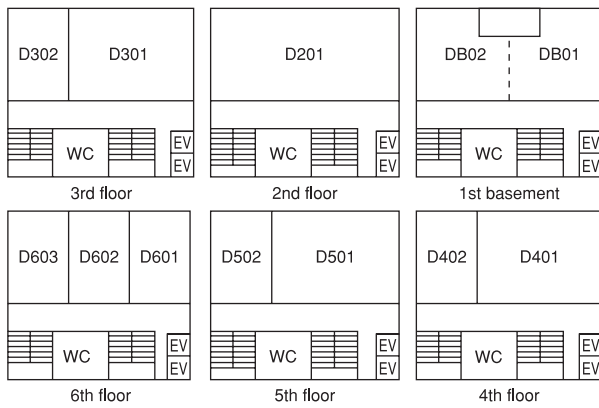 D302 D301
WC EV
EV
3rd floor
D201
WC EV
EV
2nd floor
DB02 DB01
WC EV
EV
1st basement
D603 D602 D601
WC EV
EV
6th floor
D502 D501
WC EV
EV
5th floor
D402 D401
WC EV
EV
4th floor